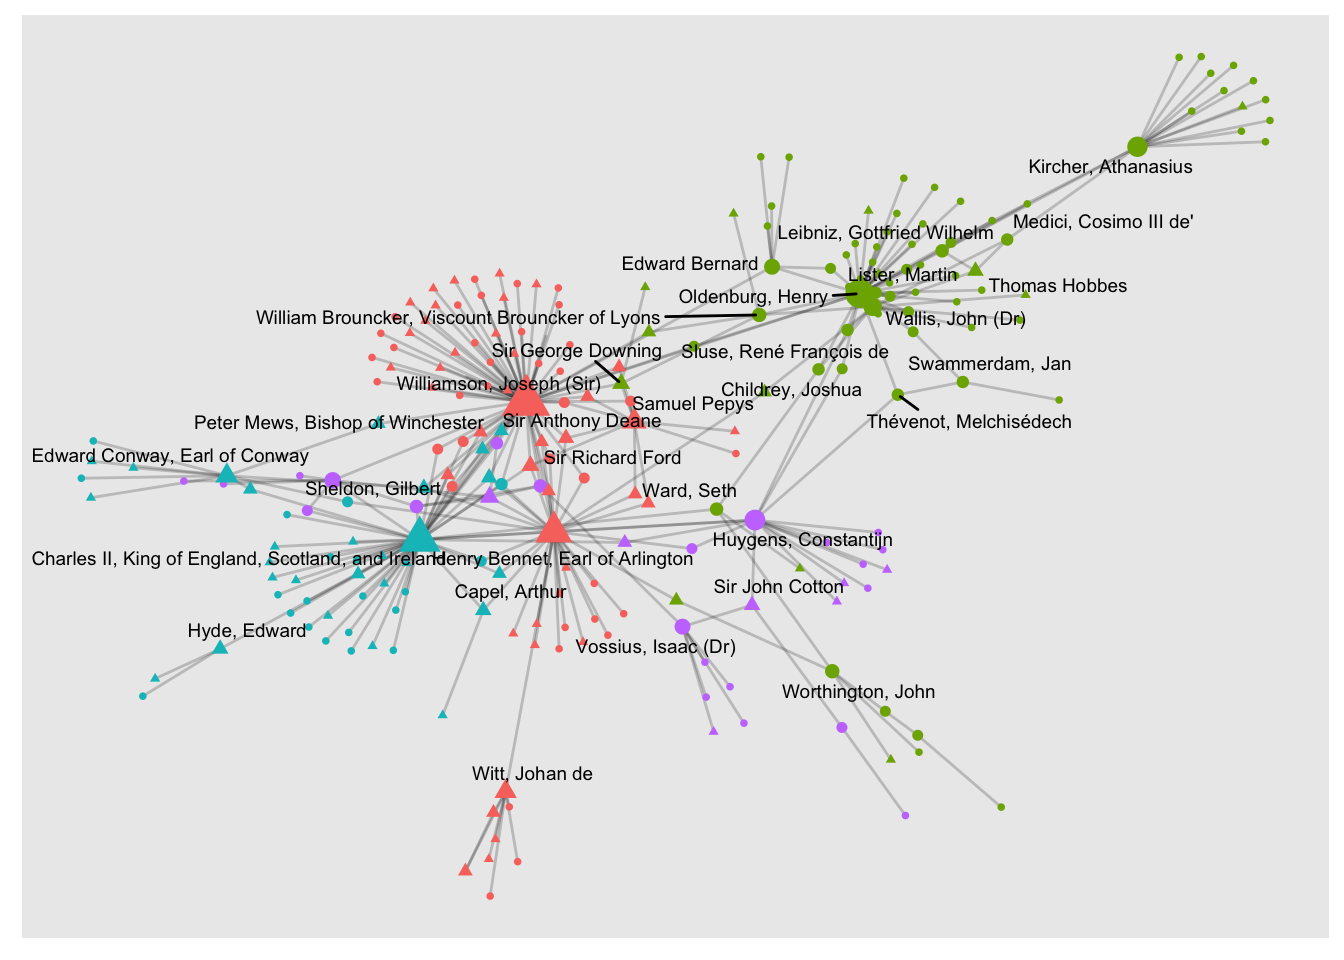 Kircher, Athanasius
Medici, Cosimo III de'
Leibniz, Gottfried Wilhelm
Edward Bernard
Lister, Martin
Thomas Hobbes
Oldenburg, Henry
William Brouncker, Viscount Brouncker of Lyons
Wallis, John (Dr)
Sir George Downing
Sluse, René François de
Swammerdam, Jan
Williamson, Joseph (Sir)
Childrey, Joshua
Samuel Pepys
Peter Mews, Bishop of Winchester
Sir Anthony Deane
Thévenot, Melchisédech
Edward Conway, Earl of Conway
Sir Richard Ford
Sheldon, Gilbert
Ward, Seth
Huygens, Constantijn
Charles II, King of England, Scotland, and Ireland
Henry Bennet, Earl of Arlington
Capel, Arthur
Sir John Cotton
Hyde, Edward
Vossius, Isaac (Dr)
Worthington, John
Witt, Johan de